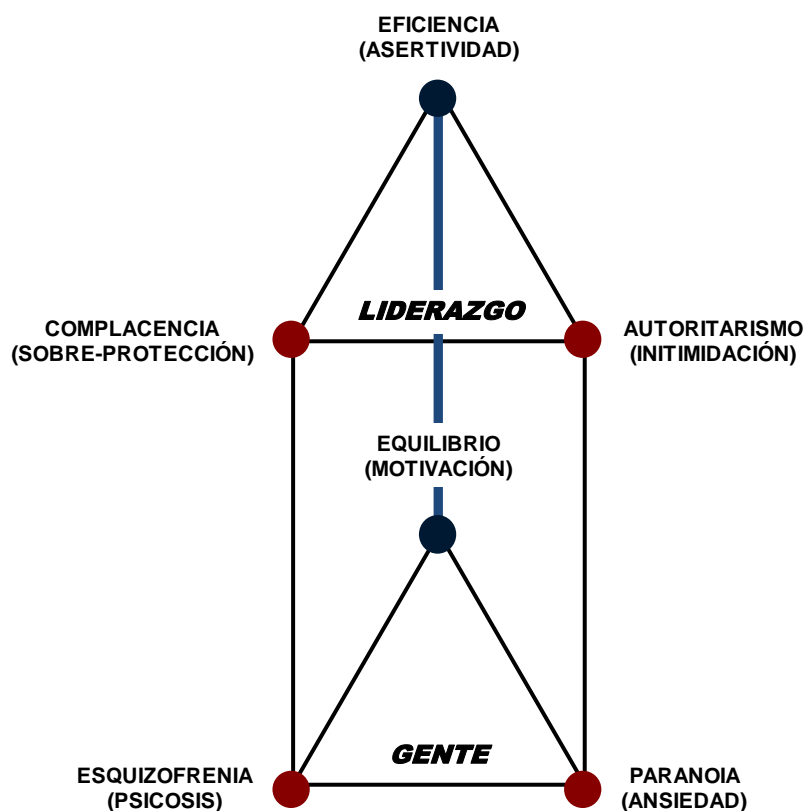 EFICIENCIA
(ASERTIVIDAD)
LIDERAZGO
COMPLACENCIA
(SOBRE-PROTECCIÓN)
AUTORITARISMO
(INITIMIDACIÓN)
EQUILIBRIO
(MOTIVACIÓN)
GENTE
ESQUIZOFRENIA
(PSICOSIS)
PARANOIA
(ANSIEDAD)